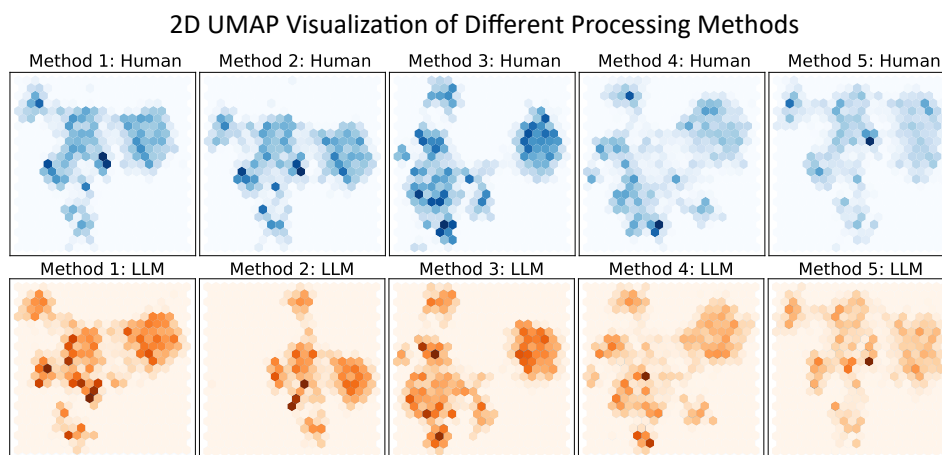 2D UMAP Visualization of Different Processing Methods
Method 1: Human
Method 2: Human
Method 3: Human
Method 4: Human
Method 5: Human
Method 1: LLM
Method 2: LLM
Method 3: LLM
Method 4: LLM
Method 5: LLM